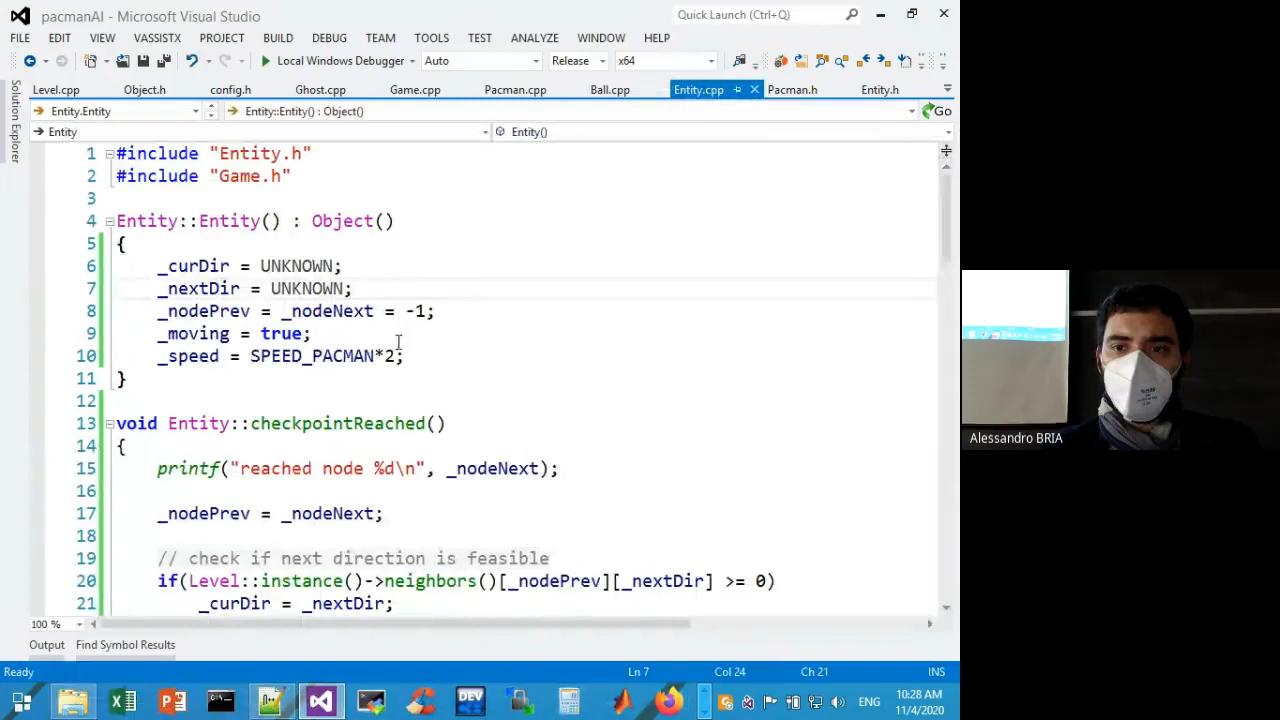 pacmanAI - Microsoft Visual Studio
Quick Launch (Ctrl+Q)
FILE EDIT VIEW VASSISTX PROJECT BUILD DEBUG TEAM TOOLS TEST ANALYZE WINDOW HELP
Local Windows Debugger Auto Release x64
Solution Explorer
Level.cpp Object.h config.h Ghost.cpp Game.cpp Pacman.cpp Ball.cpp Entity.cpp Pacman.h Entity.h
Entity.Entity Entity::Entity() : Object() Go
Entity Entity()
1 #include "Entity.h"
2 #include "Game.h"
3
4 Entity::Entity() : Object()
5 {
6 _curDir = UNKNOWN;
7 _nextDir = UNKNOWN;
8 _nodePrev = _nodeNext = -1;
9 _moving = true;
10 _speed = SPEED_PACMAN*2;
11 }
12
13 void Entity::checkpointReached()
14 {
15 printf("reached node %d\n", _nodeNext);
16
17 _nodePrev = _nodeNext;
18
19 // check if next direction is feasible
20 if(Level::instance()->neighbors()[_nodePrev][_nextDir] >= 0)
21 _curDir = _nextDir;
100 %
Output Find Symbol Results
Ready Ln 7 Col 24 Ch 21 INS
DEV
ENG
10:28 AM
11/4/2020
Alessandro BRIA